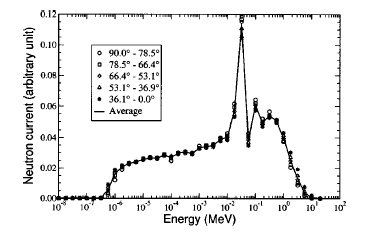 0.12
0.10
0.08
0.06
0.04
0.02
0.00
Neutron current (arbitrary unit)
90.0° - 78.5°
78.5° - 66.4°
66.4° - 53.1°
53.1° - 36.9°
36.1° - 0.0°
Average
10⁻⁸ 10⁻⁷ 10⁻⁶ 10⁻⁵ 10⁻⁴ 10⁻³ 10⁻² 10⁻¹ 10⁰ 10¹ 10²
Energy (MeV)